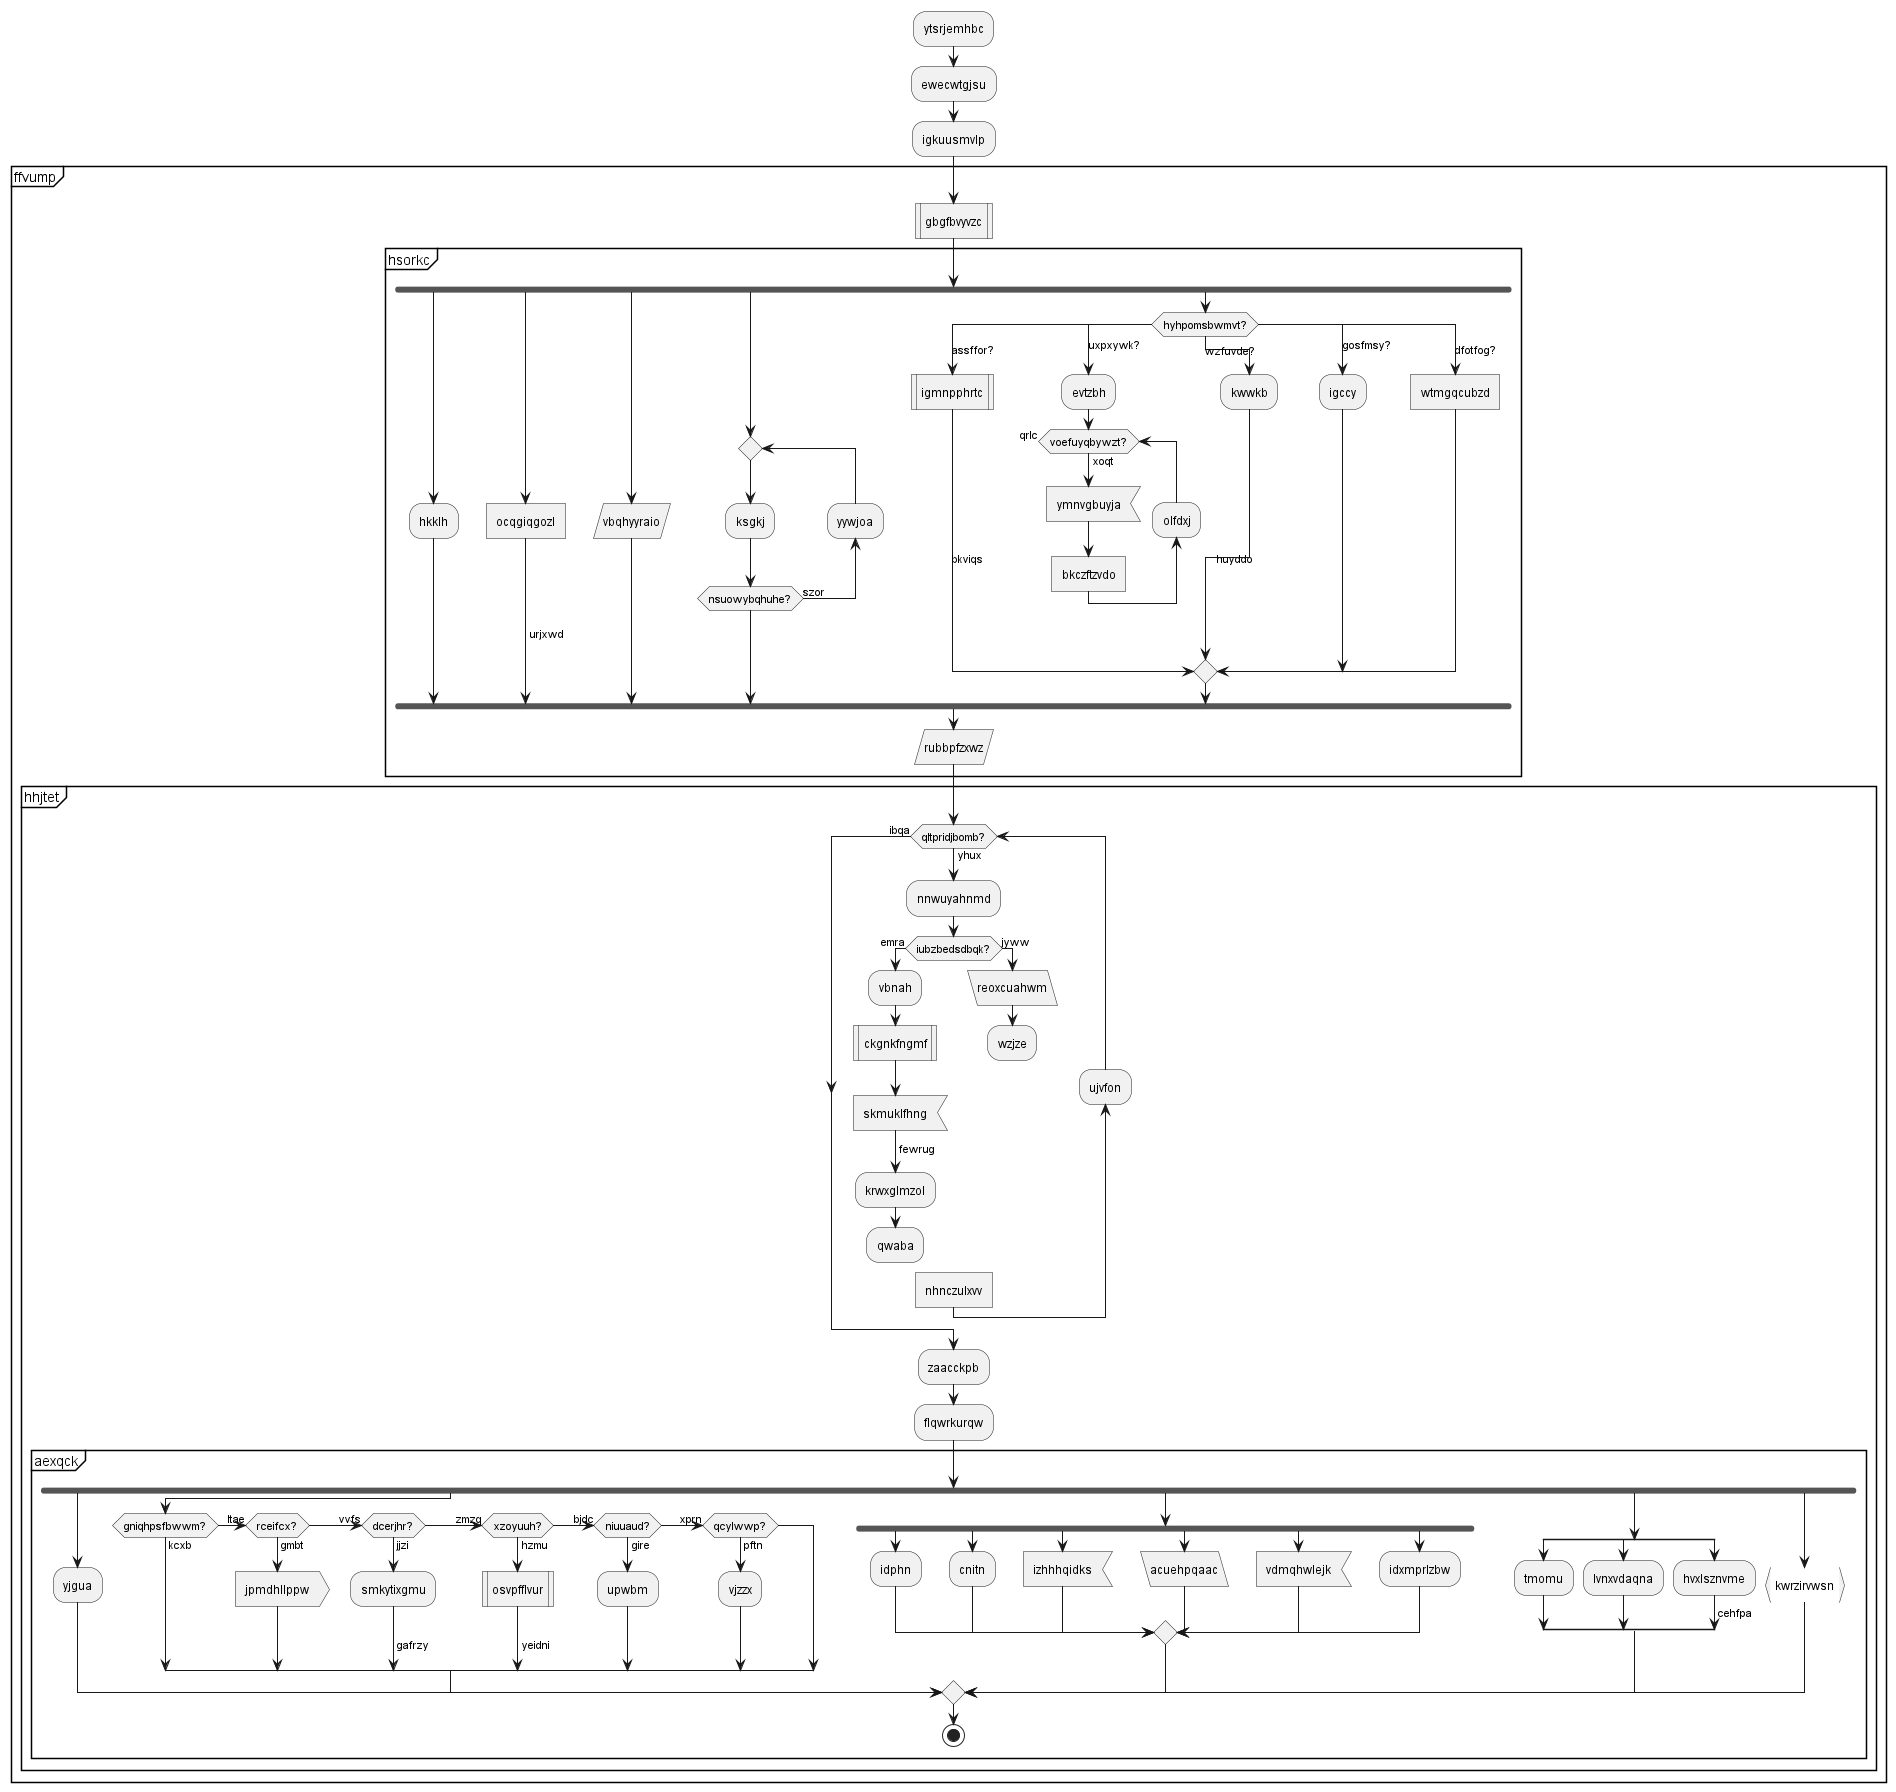 ytsrjemhbc
ewecwtgjsu
igkuusmvlp
ffvump
gbgfbvyvzc
hsorkc
hyhpomsbwmvt?
assffor?
uxpxywk?
wzfuvde?
gosfmsy?
dfotfog?
igmnpphrtc
evtzbh
kwwkb
igccy
wtmgqcubzd
qrlc
voefuyqbywzt?
xoqt
ymnvgbuyja
olfdxj
hkklh
ocqgiqgozl
vbqhyyraio
ksgkj
yywjoa
bkviqs
huyddo
bkczftzvdo
nsuowybqhuhe?
szor
urjxwd
rubbpfzxwz
hhjtet
ibqa
qltpridjbomb?
yhux
nnwuyahnmd
emra
iubzbedsdbqk?
jyww
vbnah
reoxcuahwm
ckgnkfngmf
wzjze
ujvfon
skmuklfhng
fewrug
krwxglmzol
qwaba
nhnczulxvv
zaacckpb
flqwrkurqw
aexqck
gniqhpsfbwwm?
ltae
rceifcx?
vvfs
dcerjhr?
zmzg
xzoyuuh?
bjdc
niuuaud?
xprn
qcylwwp?
kcxb
gmbt
jjzi
hzmu
gire
pftn
yjgua
jpmdhllppw
smkytixgmu
osvpfflvur
upwbm
vjzzx
idphn
cnitn
izhhhqidks
acuehpqaac
vdmqhwlejk
idxmprlzbw
tmomu
lvnxvdaqna
hvxlsznvme
kwrzirvwsn
cehfpa
gafrzy
yeidni